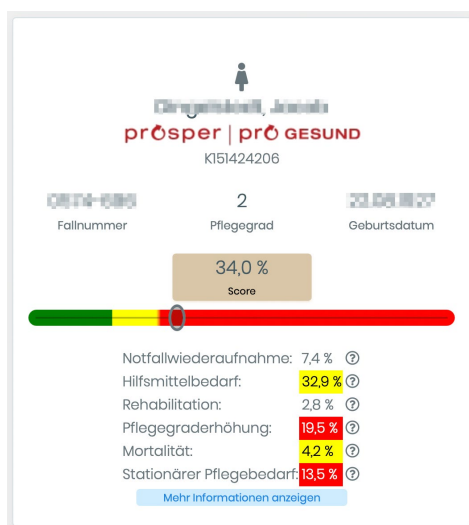 prosper | pro GESUND
K151424206
2
Fallnummer
Pflegegrad
Geburtsdatum
34,0 %
Score
Notfallwiederaufnahme: 7,4 % ?
Hilfsmittelbedarf: 32,9 % ?
Rehabilitation: 2,8 % ?
Pflegegraderhöhung: 19,5 % ?
Mortalität: 4,2 % ?
Stationärer Pflegebedarf: 13,5 % ?
Mehr Informationen anzeigen